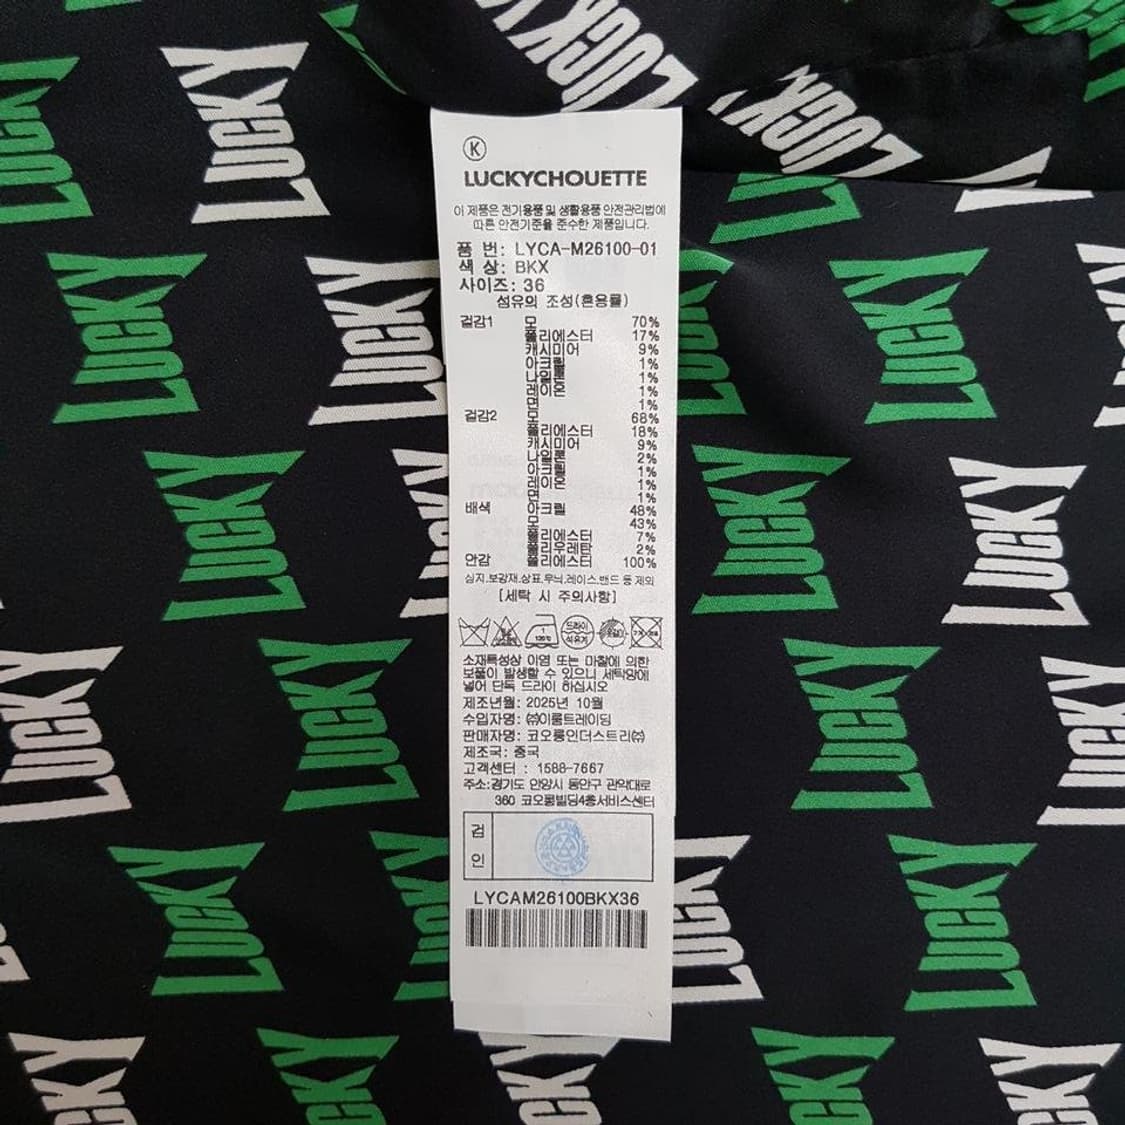 LUCKY
K
LUCKYCHOUETTE
이 제품은 전기용품 및 생활용품 안전관리법에
따른 안전기준을 준수한 제품입니다.
품 번: LYCA-M26100-01
색 상: BKX
사이즈: 36
섬유의 조성(혼용률)
겉감1 모 70%
폴리에스터 17%
캐시미어 9%
아크릴 1%
나일론 1%
레이온 1%
면 1%
겉감2 모 68%
폴리에스터 18%
캐시미어 9%
나일론 2%
아크릴 1%
레이온 1%
면 1%
배색 아크릴 48%
모 43%
폴리에스터 7%
폴리우레탄 2%
안감 폴리에스터 100%
심지.보강재.상표.무늬.레이스.밴드 등 제외
[세탁 시 주의사항]
드라이
석유계
소재특성상 이염 또는 마찰에 의한
보풀이 발생할 수 있으니 세탁망에
넣어 단독 드라이 하십시오
제조년월: 2025년 10월
수입자명: ㈜이룸트레이딩
판매자명: 코오롱인더스트리㈜
제조국: 중국
고객센터 : 1588-7667
주소:경기도 안양시 동안구 관악대로
360 코오롱빌딩4층서비스센터
검
인
LYCAM26100BKX36